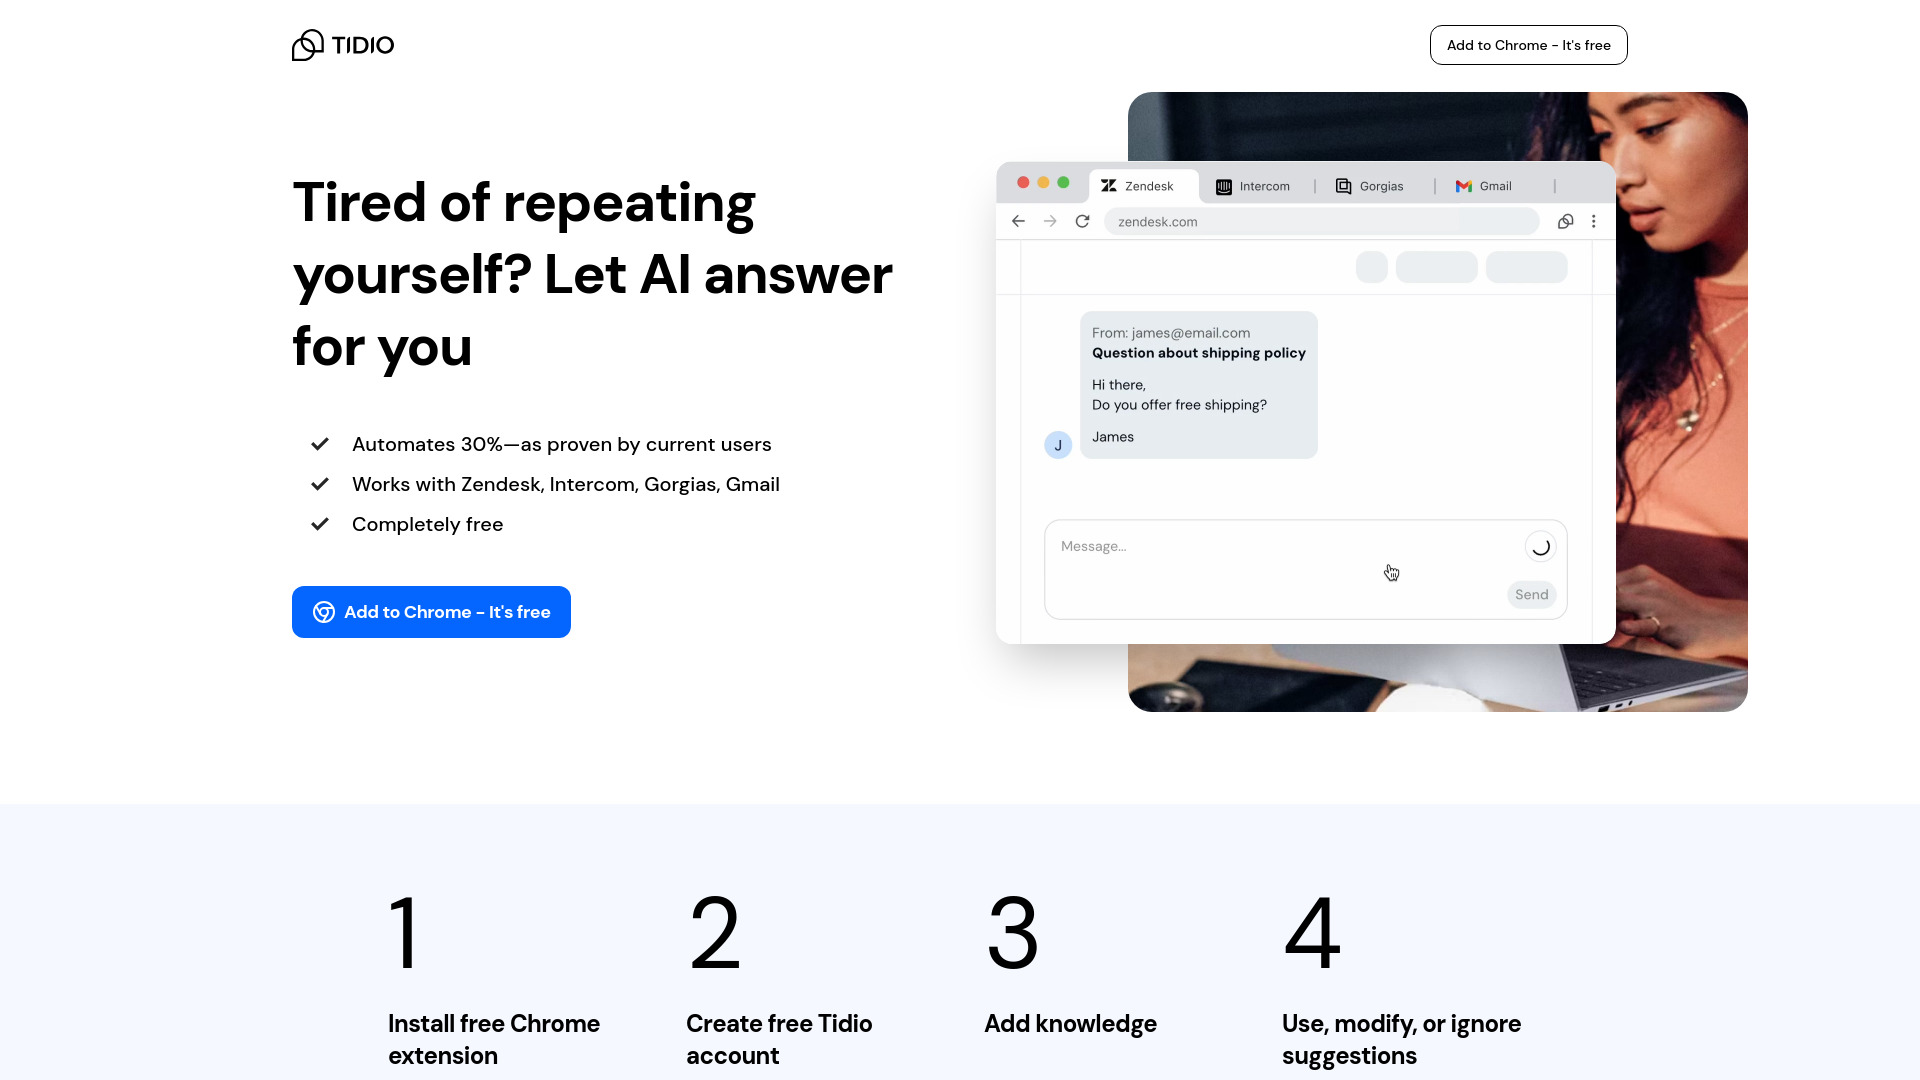 TIDIO
Add to Chrome - It's free
Tired of repeating
yourself? Let AI answer
for you
Automates 30%—as proven by current users
Works with Zendesk, Intercom, Gorgias, Gmail
Completely free
Add to Chrome - It's free
Zendesk
Intercom
Gorgias
Gmail
zendesk.com
From: james@email.com
Question about shipping policy
Hi there,
Do you offer free shipping?
James
J
Message...
Send
1
Install free Chrome
extension
2
Create free Tidio
account
3
Add knowledge
4
Use, modify, or ignore
suggestions